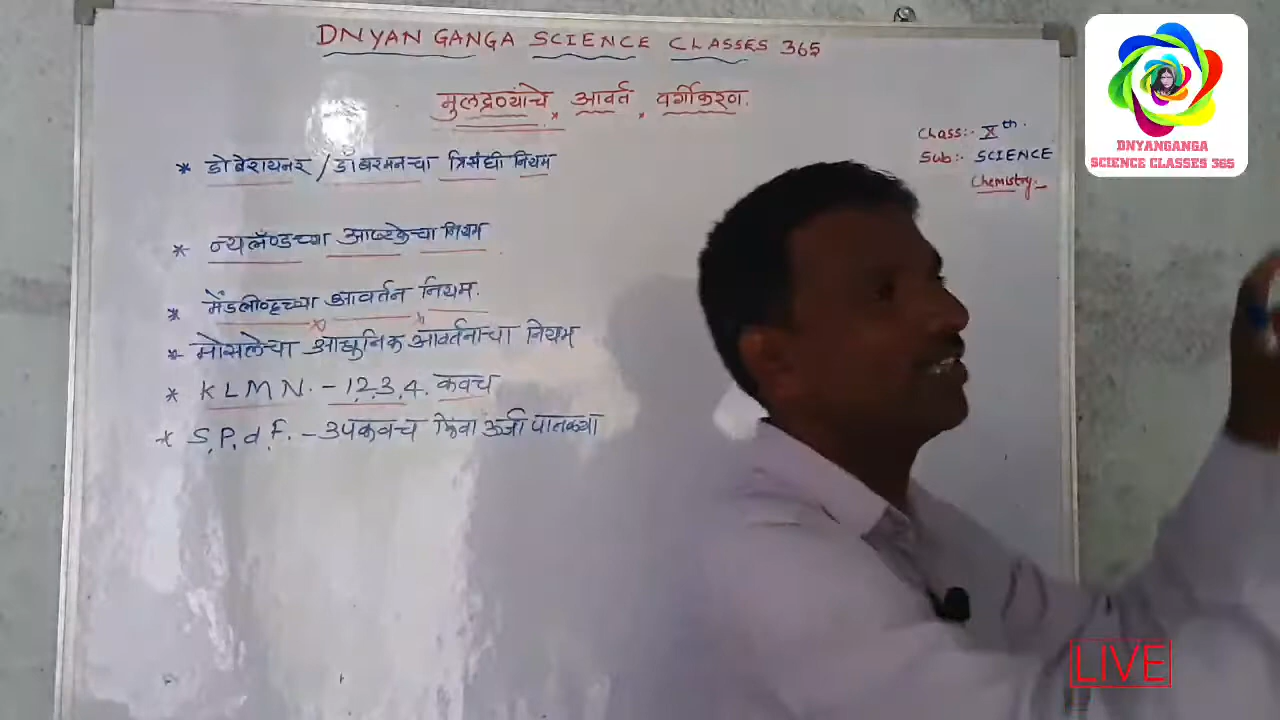 DNYAN GANGA SCIENCE CLASSES 365
मुलद्रव्यांचे आवर्त वर्गीकरण.
Class:- Xth.
Sub:- SCIENCE
Chemistry.
* डोबेरायनर / डॉबरमनचा त्रिसंघी नियम
* न्यूलँडच्या अष्टकेचा नियम
* मेंडलीव्हच्या आवर्तन नियम.
* मोसलेचा आधुनिक आवर्तनाचा नियम
* K L M N. - 1,2,3,4. कवच
* S, P, d, F. - उपकवच किंवा ऊर्जा पातळ्या
DNYANGANGA
SCIENCE CLASSES 365
LIVE